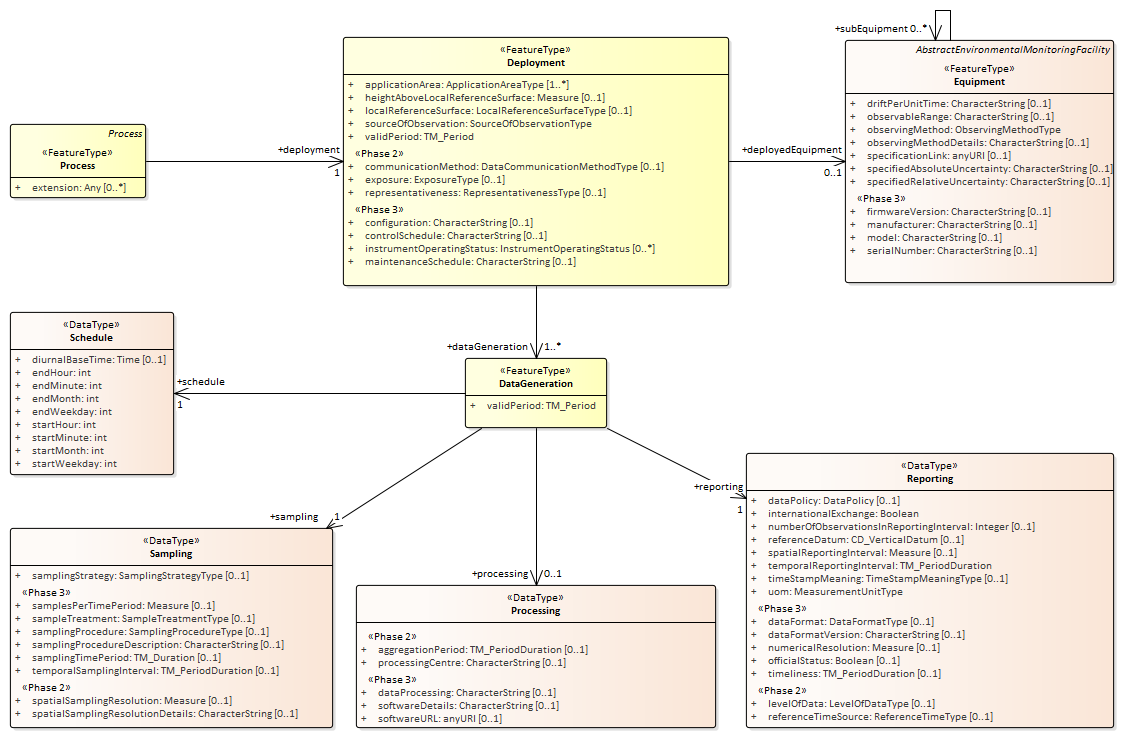 +subEquipment 0..*
«FeatureType»
Deployment
+ applicationArea: ApplicationAreaType [1..*]
+ heightAboveLocalReferenceSurface: Measure [0..1]
+ localReferenceSurface: LocalReferenceSurfaceType [0..1]
+ sourceOfObservation: SourceOfObservationType
+ validPeriod: TM_Period
«Phase 2»
+ communicationMethod: DataCommunicationMethodType [0..1]
+ exposure: ExposureType [0..1]
+ representativeness: RepresentativenessType [0..1]
«Phase 3»
+ configuration: CharacterString [0..1]
+ controlSchedule: CharacterString [0..1]
+ instrumentOperatingStatus: InstrumentOperatingStatus [0..*]
+ maintenanceSchedule: CharacterString [0..1]
AbstractEnvironmentalMonitoringFacility
«FeatureType»
Equipment
+ driftPerUnitTime: CharacterString [0..1]
+ observableRange: CharacterString [0..1]
+ observingMethod: ObservingMethodType
+ observingMethodDetails: CharacterString [0..1]
+ specificationLink: anyURI [0..1]
+ specifiedAbsoluteUncertainty: CharacterString [0..1]
+ specifiedRelativeUncertainty: CharacterString [0..1]
«Phase 3»
+ firmwareVersion: CharacterString [0..1]
+ manufacturer: CharacterString [0..1]
+ model: CharacterString [0..1]
+ serialNumber: CharacterString [0..1]
Process
«FeatureType»
Process
+ extension: Any [0..*]
+deployment
1
+deployedEquipment
0..1
+dataGeneration 1..*
«FeatureType»
DataGeneration
+ validPeriod: TM_Period
«DataType»
Schedule
+ diurnalBaseTime: Time [0..1]
+ endHour: int
+ endMinute: int
+ endMonth: int
+ endWeekday: int
+ startHour: int
+ startMinute: int
+ startMonth: int
+ startWeekday: int
+schedule
1
+sampling 1
+processing 0..1
+reporting
1
«DataType»
Sampling
+ samplingStrategy: SamplingStrategyType [0..1]
«Phase 3»
+ samplesPerTimePeriod: Measure [0..1]
+ sampleTreatment: SampleTreatmentType [0..1]
+ samplingProcedure: SamplingProcedureType [0..1]
+ samplingProcedureDescription: CharacterString [0..1]
+ samplingTimePeriod: TM_Duration [0..1]
+ temporalSamplingInterval: TM_PeriodDuration [0..1]
«Phase 2»
+ spatialSamplingResolution: Measure [0..1]
+ spatialSamplingResolutionDetails: CharacterString [0..1]
«DataType»
Processing
«Phase 2»
+ aggregationPeriod: TM_PeriodDuration [0..1]
+ processingCentre: CharacterString [0..1]
«Phase 3»
+ dataProcessing: CharacterString [0..1]
+ softwareDetails: CharacterString [0..1]
+ softwareURL: anyURI [0..1]
«DataType»
Reporting
+ dataPolicy: DataPolicy [0..1]
+ internationalExchange: Boolean
+ numberOfObservationsInReportingInterval: Integer [0..1]
+ referenceDatum: CD_VerticalDatum [0..1]
+ spatialReportingInterval: Measure [0..1]
+ temporalReportingInterval: TM_PeriodDuration
+ timeStampMeaning: TimeStampMeaningType [0..1]
+ uom: MeasurementUnitType
«Phase 3»
+ dataFormat: DataFormatType [0..1]
+ dataFormatVersion: CharacterString [0..1]
+ numericalResolution: Measure [0..1]
+ officialStatus: Boolean [0..1]
+ timeliness: TM_PeriodDuration [0..1]
«Phase 2»
+ levelOfData: LevelOfDataType [0..1]
+ referenceTimeSource: ReferenceTimeType [0..1]